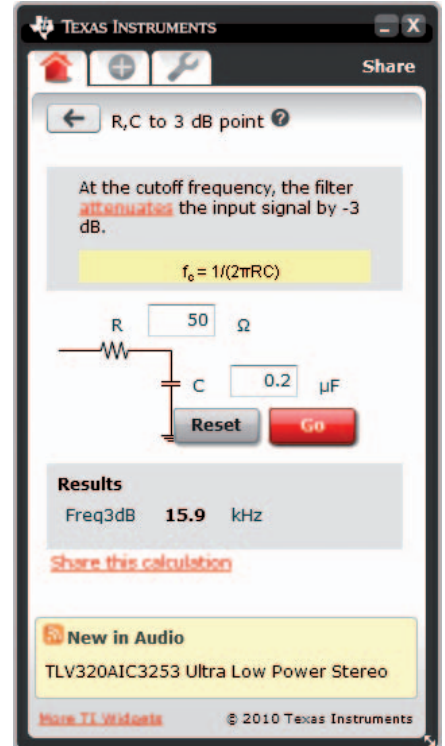 TEXAS INSTRUMENTS
Share
R,C to 3 dB point
At the cutoff frequency, the filter
attenuates the input signal by -3
dB.
fc = 1/(2πRC)
R 50 Ω
C 0.2 µF
Reset Go
Results
Freq3dB 15.9 kHz
Share this calculation
New in Audio
TLV320AIC3253 Ultra Low Power Stereo
More TI Widgets © 2010 Texas Instruments